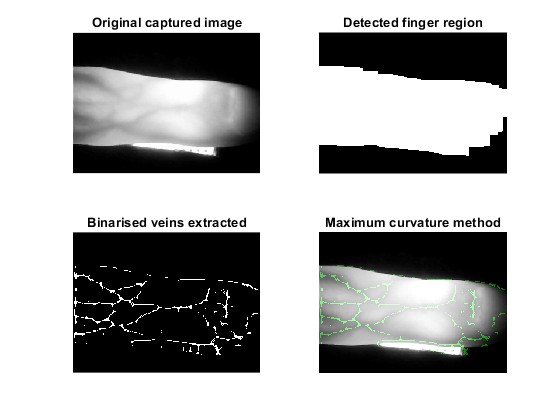 Original captured image
Detected finger region
Binarised veins extracted
Maximum curvature method